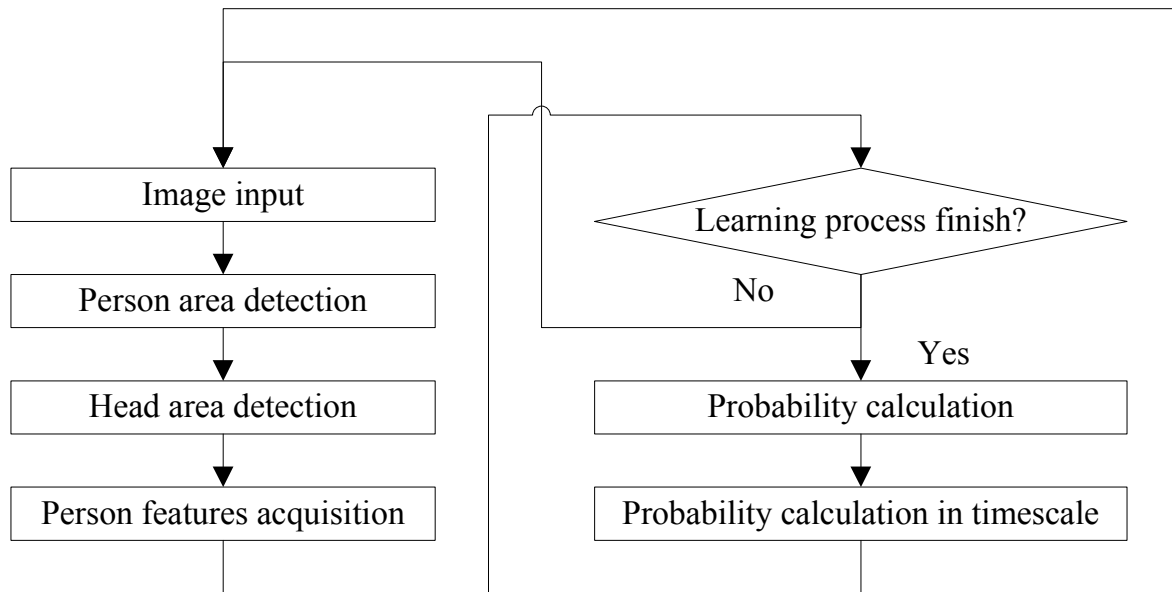 Image input
Person area detection
Head area detection
Person features acquisition
Learning process finish?
No
Yes
Probability calculation
Probability calculation in timescale